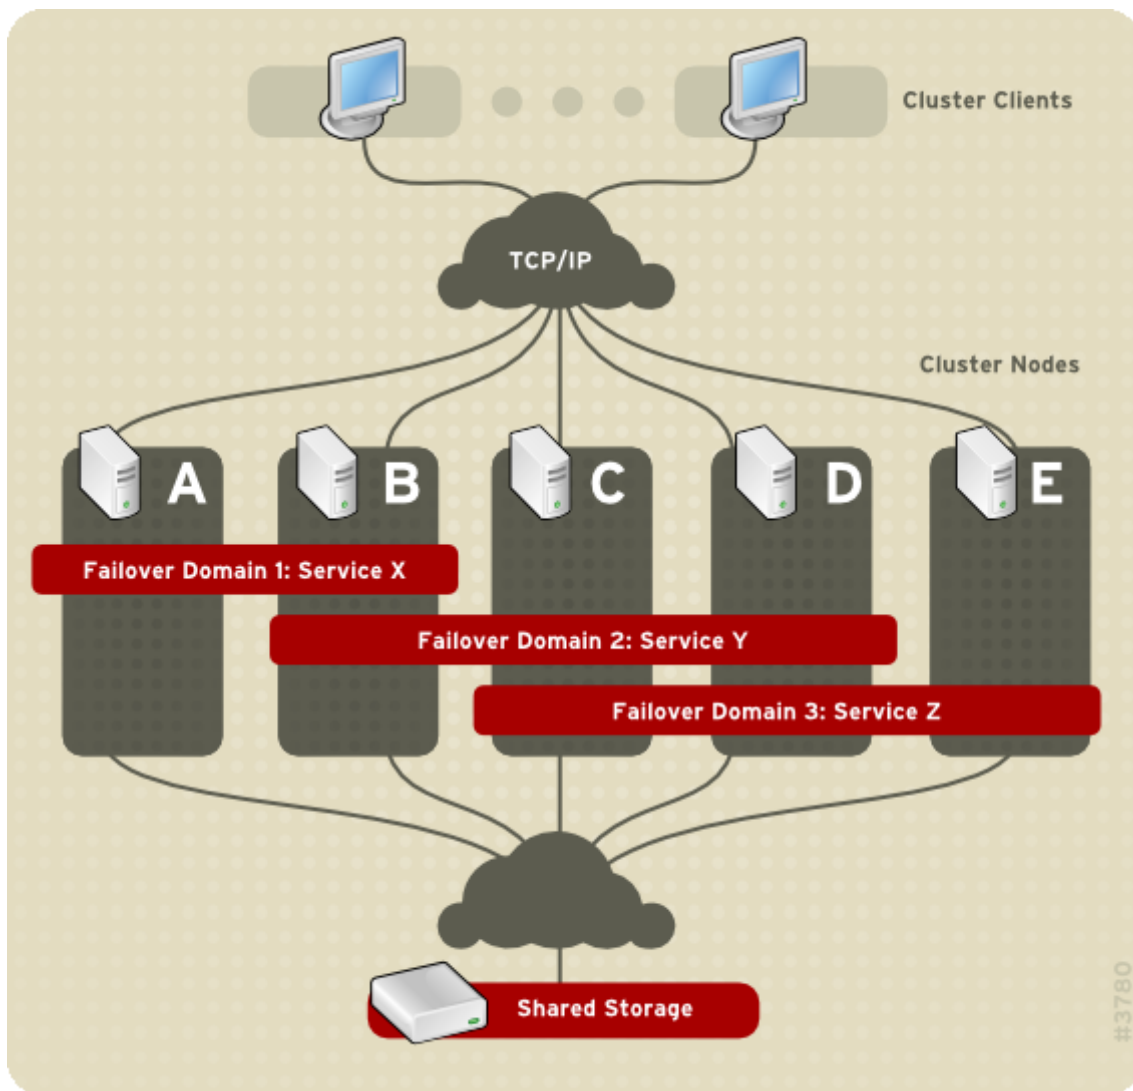 Cluster Clients
TCP/IP
Cluster Nodes
A
B
C
D
E
Failover Domain 1: Service X
Failover Domain 2: Service Y
Failover Domain 3: Service Z
Shared Storage
#3780